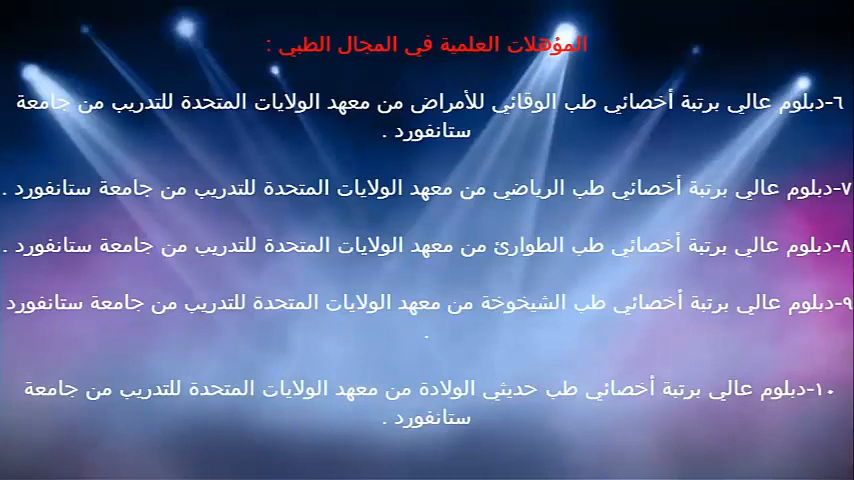 المؤهلات العلمية في المجال الطبي :
٦-دبلوم عالي برتبة أخصائي طب الوقائي للأمراض من معهد الولايات المتحدة للتدريب من جامعة
ستانفورد .
٧-دبلوم عالي برتبة أخصائي طب الرياضي من معهد الولايات المتحدة للتدريب من جامعة ستانفورد .
٨-دبلوم عالي برتبة أخصائي طب الطوارئ من معهد الولايات المتحدة للتدريب من جامعة ستانفورد .
٩-دبلوم عالي برتبة أخصائي طب الشيخوخة من معهد الولايات المتحدة للتدريب من جامعة ستانفورد
.
١٠-دبلوم عالي برتبة أخصائي طب حديثي الولادة من معهد الولايات المتحدة للتدريب من جامعة
ستانفورد .